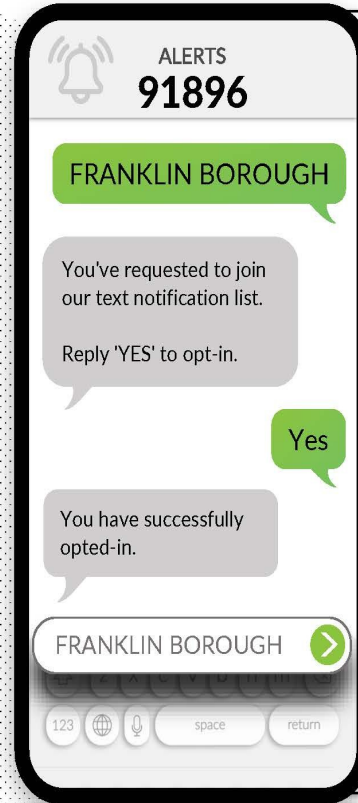 ALERTS
91896
FRANKLIN BOROUGH
You've requested to join
our text notification list.
Reply 'YES' to opt-in.
Yes
You have successfully
opted-in.
FRANKLIN BOROUGH
123
space
return